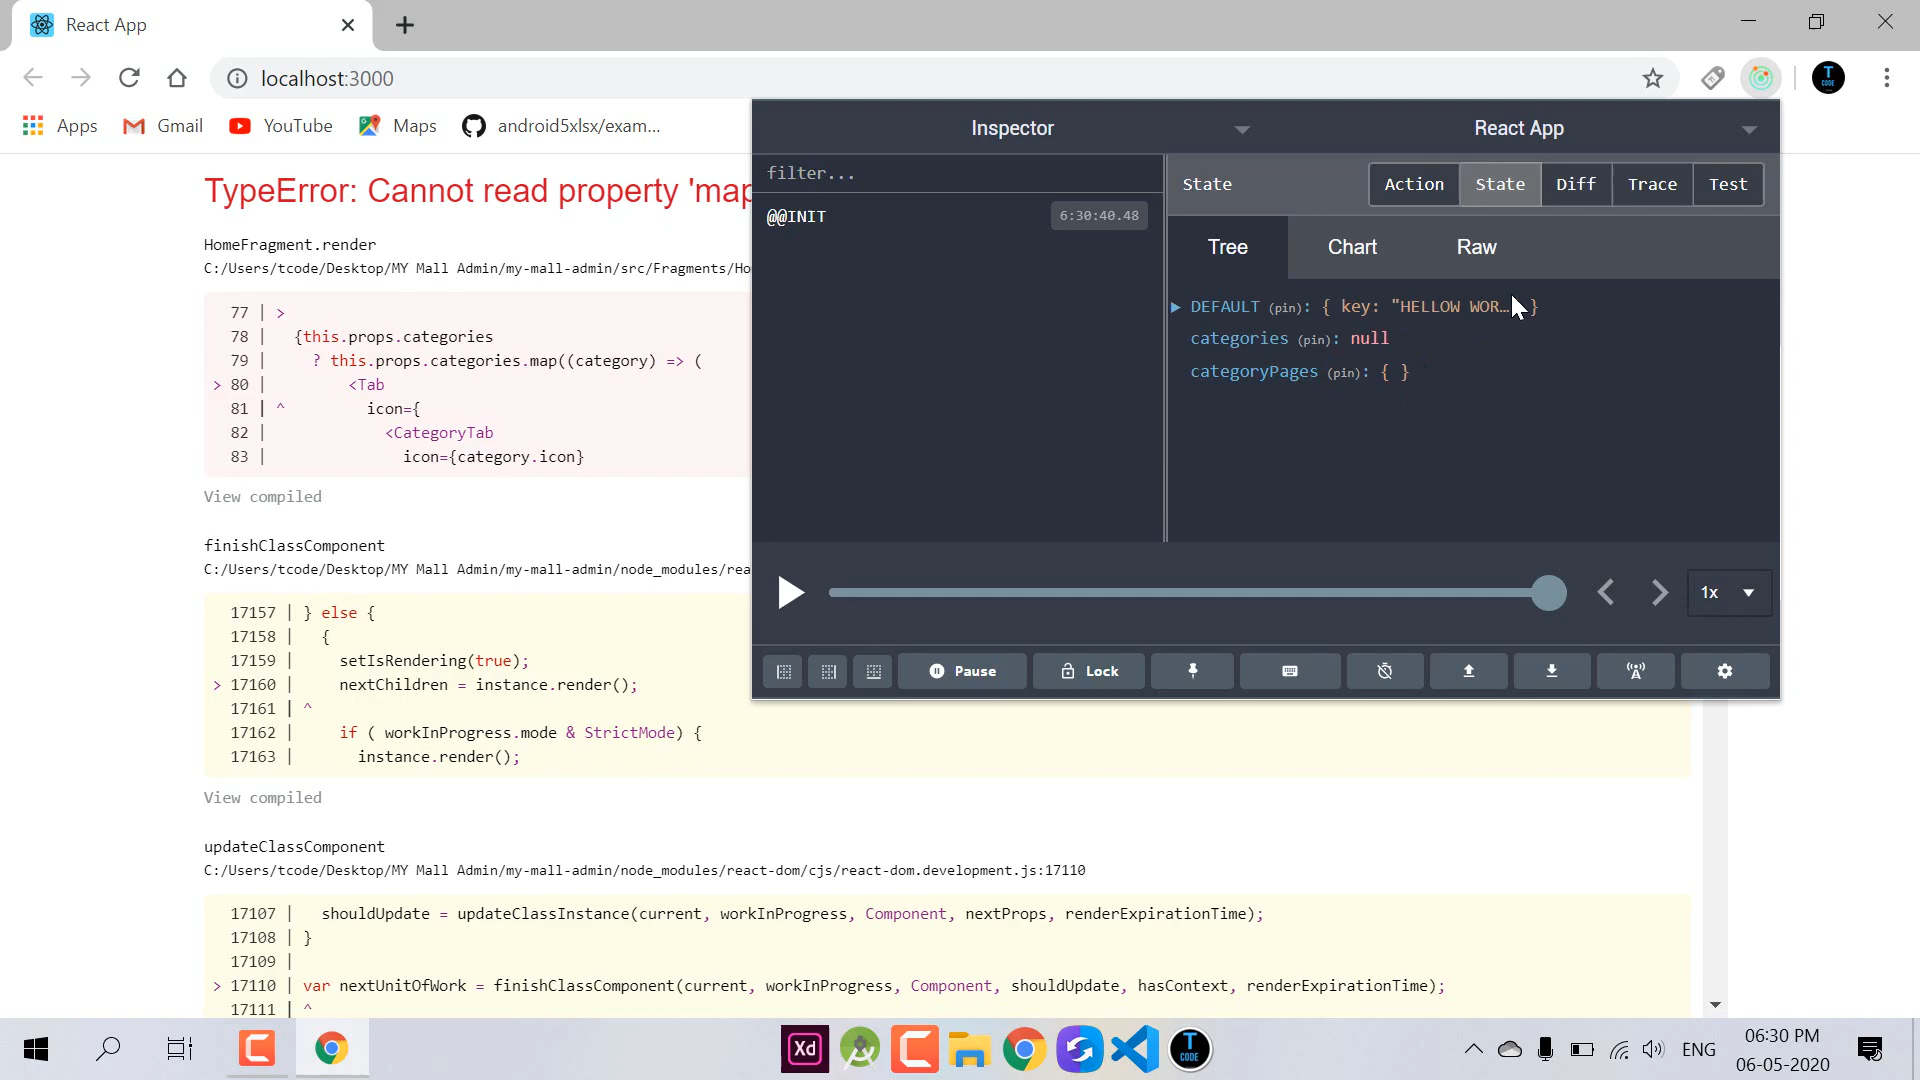 React App
localhost:3000
Apps
Gmail
YouTube
Maps
android5xlsx/exam...
TypeError: Cannot read property 'map
HomeFragment.render
C:/Users/tcode/Desktop/MY Mall Admin/my-mall-admin/src/Fragments/Ho
77 | >
78 | {this.props.categories
79 | ? this.props.categories.map((category) => (
> 80 | <Tab
81 | ^ icon={
82 | <CategoryTab
83 | icon={category.icon}
View compiled
finishClassComponent
C:/Users/tcode/Desktop/MY Mall Admin/my-mall-admin/node_modules/rea
17157 | } else {
17158 | {
17159 | setIsRendering(true);
> 17160 | nextChildren = instance.render();
17161 | ^
17162 | if ( workInProgress.mode & StrictMode) {
17163 | instance.render();
View compiled
updateClassComponent
C:/Users/tcode/Desktop/MY Mall Admin/my-mall-admin/node_modules/react-dom/cjs/react-dom.development.js:17110
17107 | shouldUpdate = updateClassInstance(current, workInProgress, Component, nextProps, renderExpirationTime);
17108 | }
17109 |
> 17110 | var nextUnitOfWork = finishClassComponent(current, workInProgress, Component, shouldUpdate, hasContext, renderExpirationTime);
17111 | ^
Inspector
React App
filter...
@@INIT
6:30:40.48
State
Action
State
Diff
Trace
Test
Tree
Chart
Raw
DEFAULT (pin): { key: "HELLOW WOR... }
categories (pin): null
categoryPages (pin): { }
1x
Pause
Lock
Xd
T
CODE
ENG
06:30 PM
06-05-2020